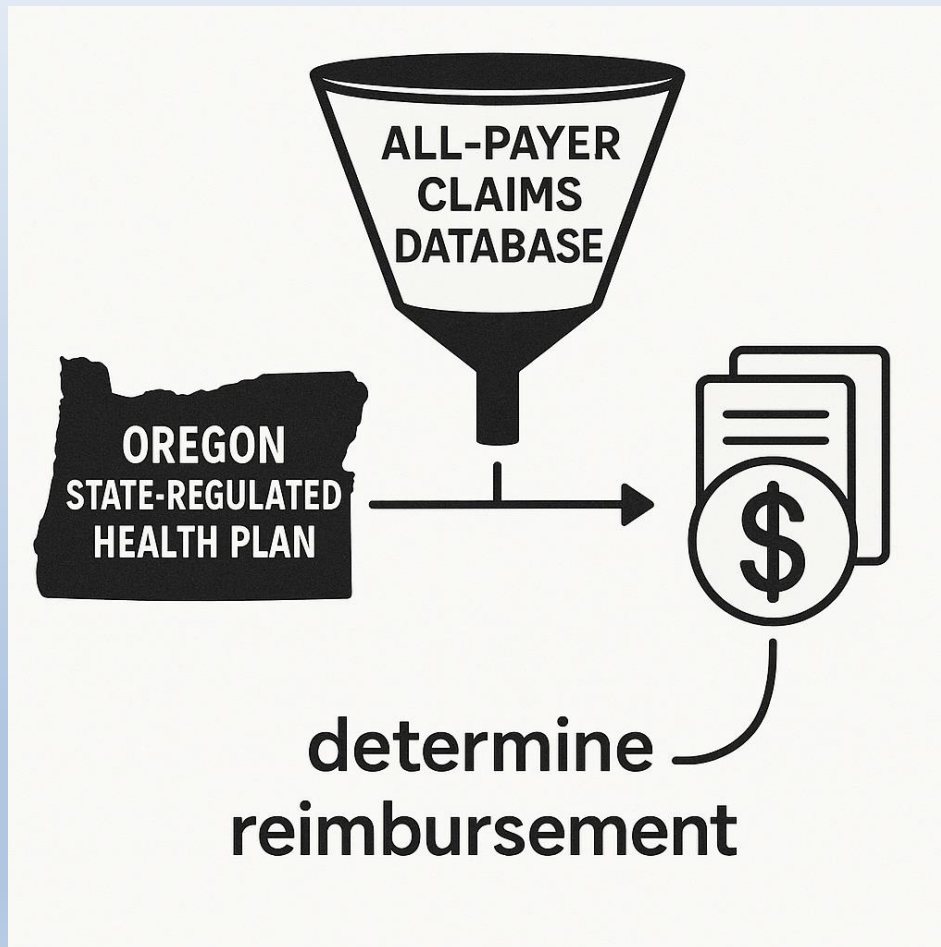 ALL-PAYER
CLAIMS
DATABASE
OREGON
STATE-REGULATED
HEALTH PLAN
$
determine
reimbursement